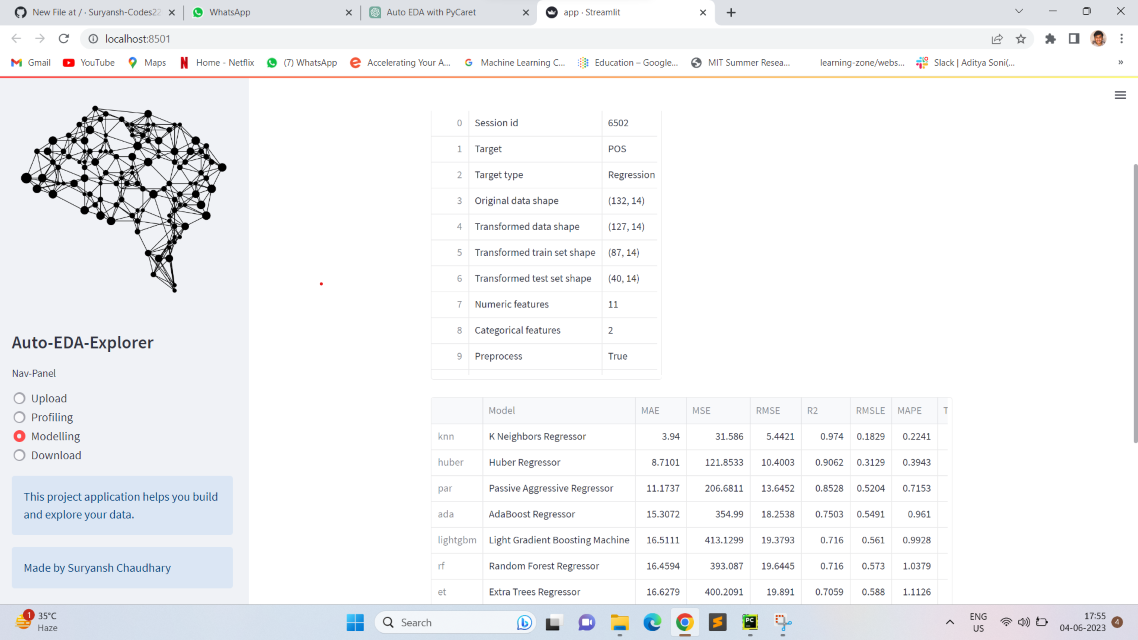 New File at / · Suryansh-Codes22
WhatsApp
Auto EDA with PyCaret
app · Streamlit
localhost:8501
Gmail
YouTube
Maps
Home - Netflix
(7) WhatsApp
Accelerating Your A...
Machine Learning C...
Education – Google...
MIT Summer Resea...
learning-zone/webs...
Slack | Aditya Soni(...
»
Auto-EDA-Explorer
Nav-Panel
Upload
Profiling
Modelling
Download
This project application helps you build
and explore your data.
Made by Suryansh Chaudhary
0 Session id 6502
1 Target POS
2 Target type Regression
3 Original data shape (132, 14)
4 Transformed data shape (127, 14)
5 Transformed train set shape (87, 14)
6 Transformed test set shape (40, 14)
7 Numeric features 11
8 Categorical features 2
9 Preprocess True
Model MAE MSE RMSE R2 RMSLE MAPE T
knn K Neighbors Regressor 3.94 31.586 5.4421 0.974 0.1829 0.2241
huber Huber Regressor 8.7101 121.8533 10.4003 0.9062 0.3129 0.3943
par Passive Aggressive Regressor 11.1737 206.6811 13.6452 0.8528 0.5204 0.7153
ada AdaBoost Regressor 15.3072 354.99 18.2538 0.7503 0.5491 0.961
lightgbm Light Gradient Boosting Machine 16.5111 413.1299 19.3793 0.716 0.561 0.9928
rf Random Forest Regressor 16.4594 393.087 19.6445 0.716 0.573 1.0379
et Extra Trees Regressor 16.6279 400.2091 19.891 0.7059 0.588 1.1126
1
35°C
Haze
Search
ENG
US
17:55
04-06-2023
4